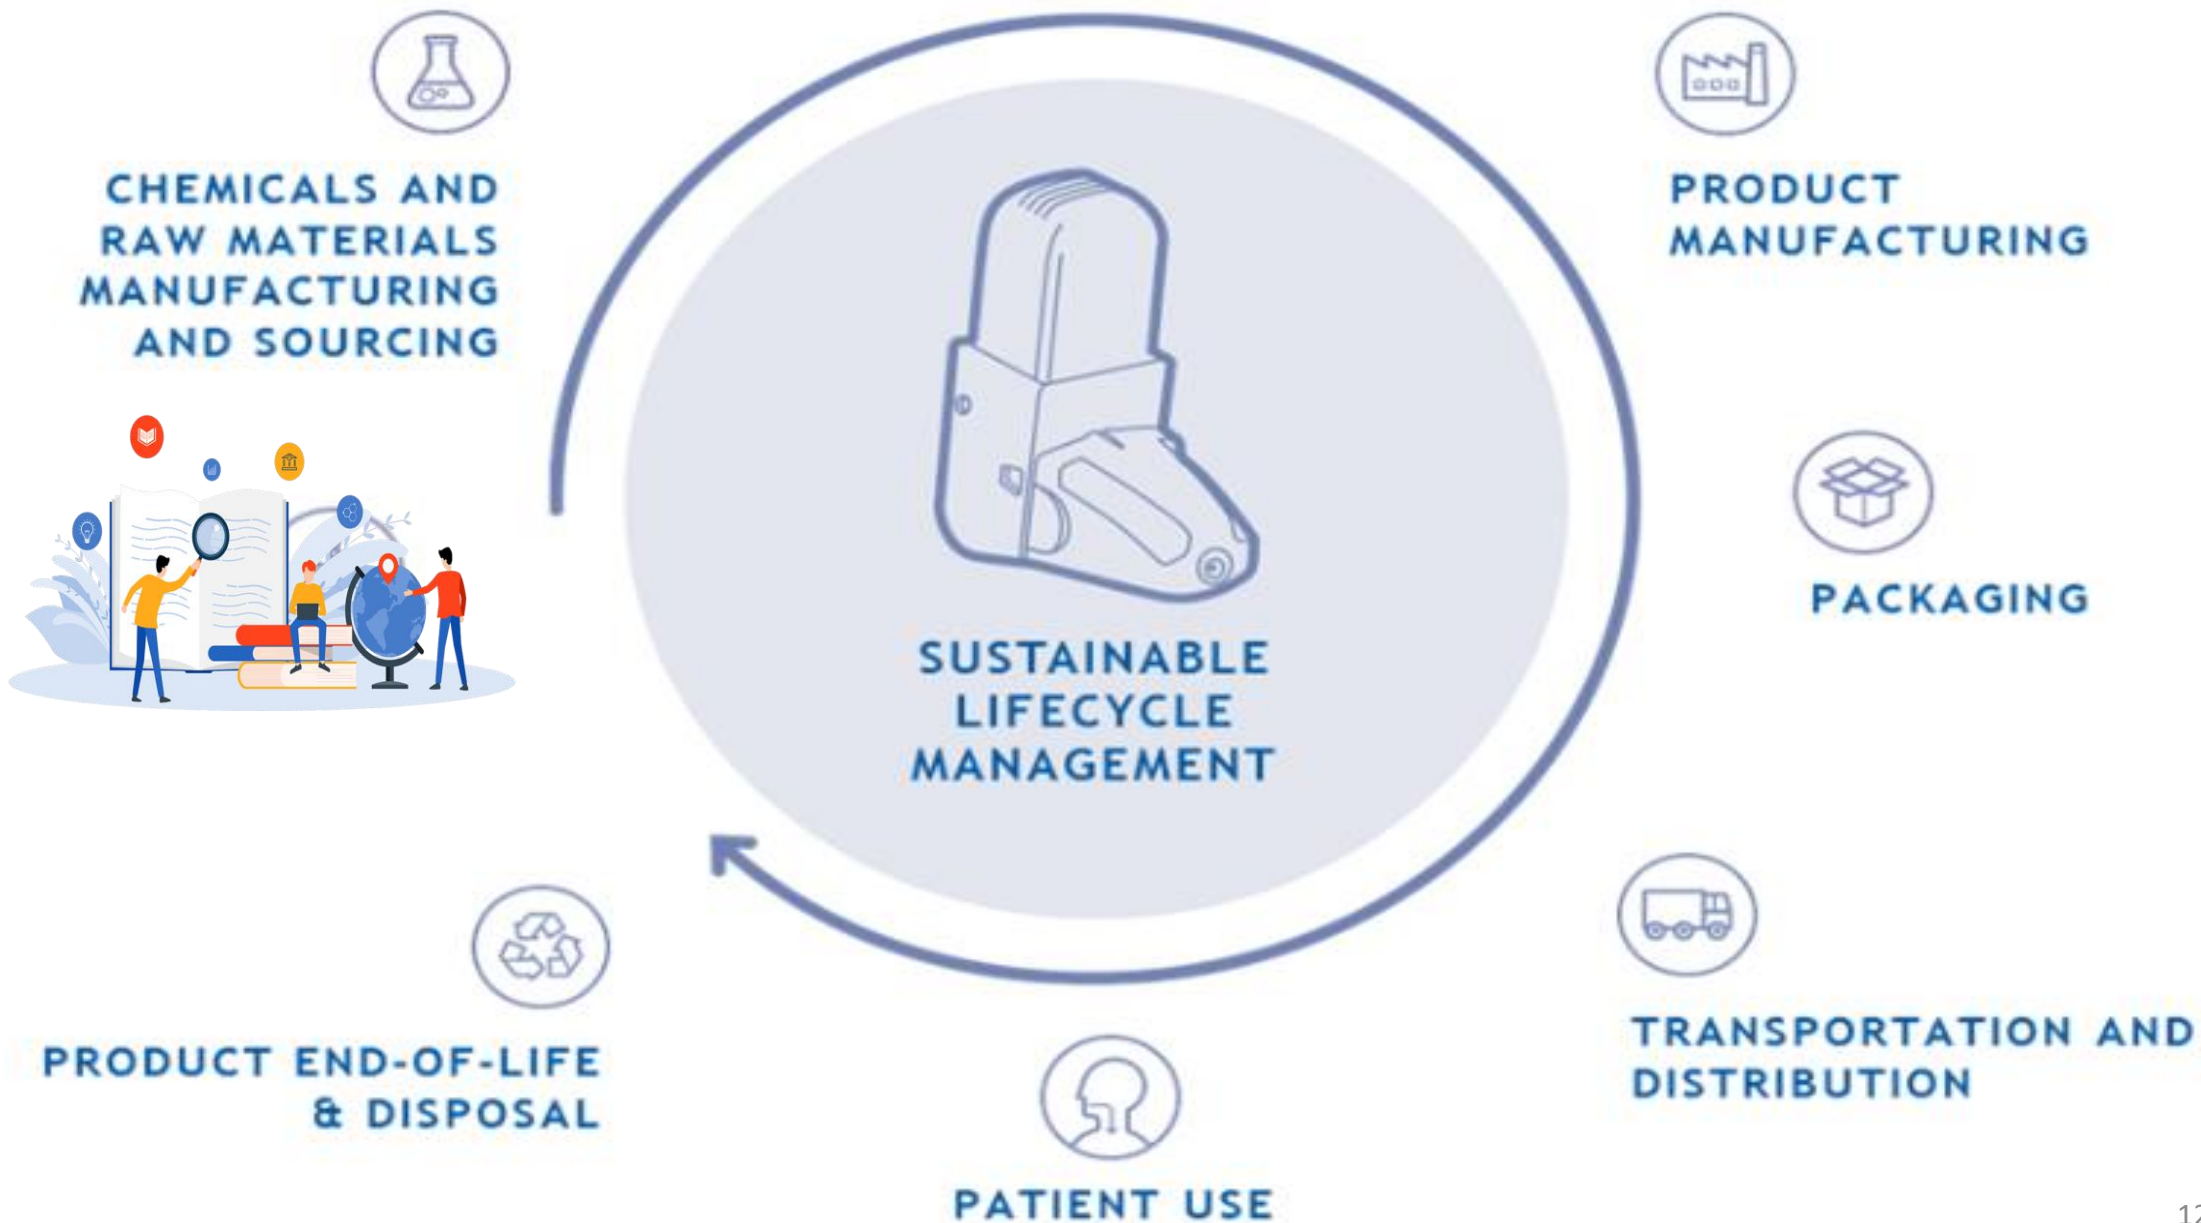 CHEMICALS AND
RAW MATERIALS
MANUFACTURING
AND SOURCING
PRODUCT
MANUFACTURING
PACKAGING
SUSTAINABLE
LIFECYCLE
MANAGEMENT
TRANSPORTATION AND
DISTRIBUTION
PRODUCT END-OF-LIFE
& DISPOSAL
PATIENT USE